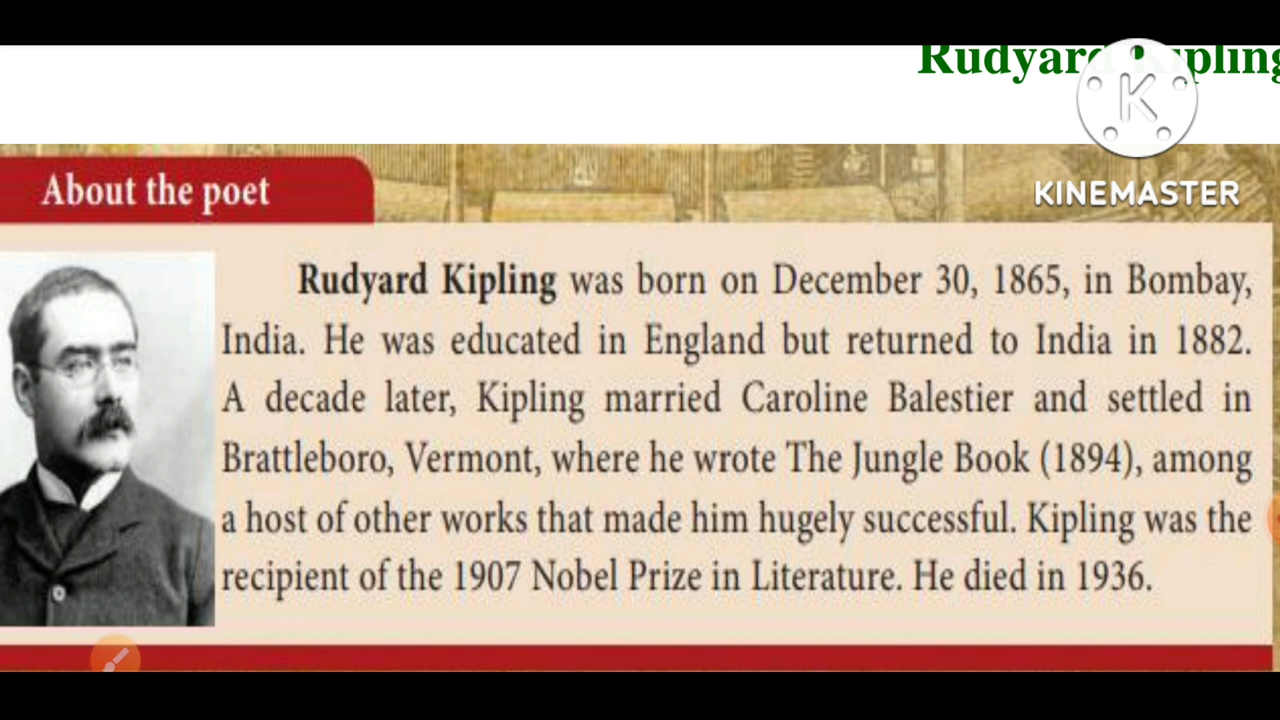 Rudyard Kipling
K
KINEMASTER
About the poet
Rudyard Kipling was born on December 30, 1865, in Bombay,
India. He was educated in England but returned to India in 1882.
A decade later, Kipling married Caroline Balestier and settled in
Brattleboro, Vermont, where he wrote The Jungle Book (1894), among
a host of other works that made him hugely successful. Kipling was the
recipient of the 1907 Nobel Prize in Literature. He died in 1936.